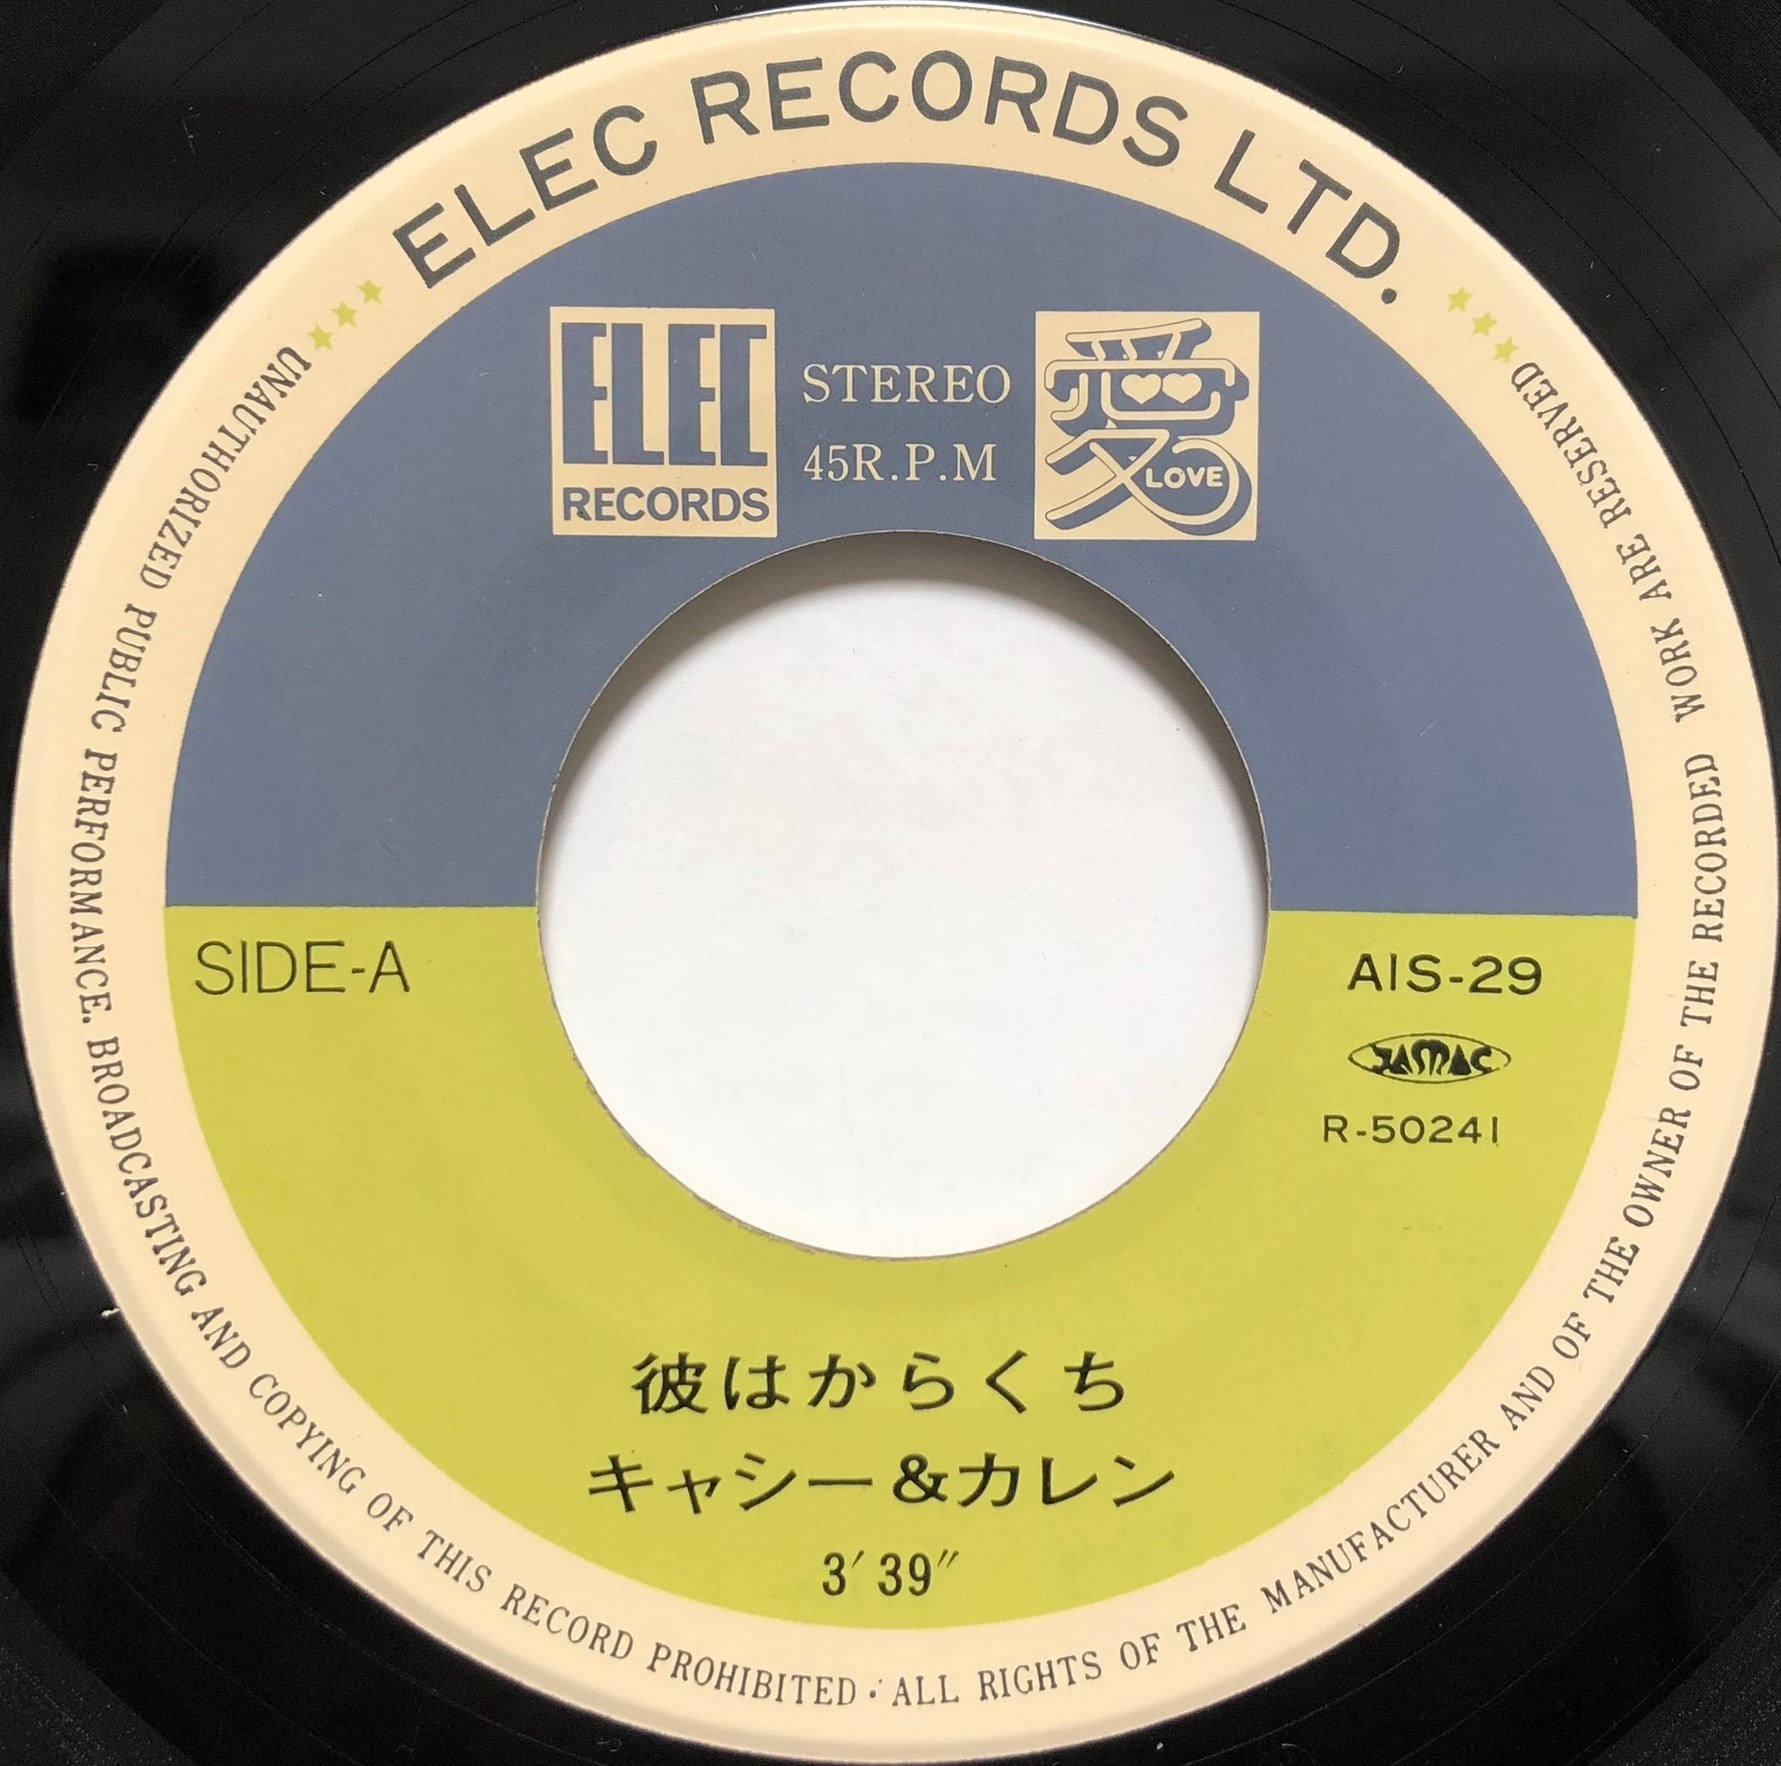 ELEC RECORDS LTD.
ELEC
RECORDS
STEREO
45R.P.M
愛
LOVE
SIDE-A
AIS-29
JASRAC
R-50241
彼はからくち
キャシー&カレン
3′39″
UNAUTHORIZED PUBLIC PERFORMANCE. BROADCASTING AND COPYING OF THIS RECORD PROHIBITED · ALL RIGHTS OF THE MANUFACTURER AND OF THE OWNER OF THE RECORDED WORK ARE RESERVED